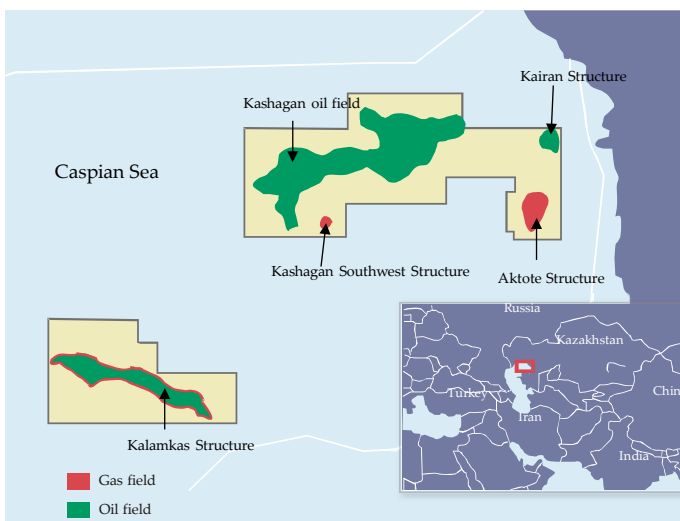 Kairan Structure
Kashagan oil field
Caspian Sea
Kashagan Southwest Structure
Aktote Structure
Russia
Kazakhstan
Chin
Turkey
Iran
India
Kalamkas Structure
Gas field
Oil field